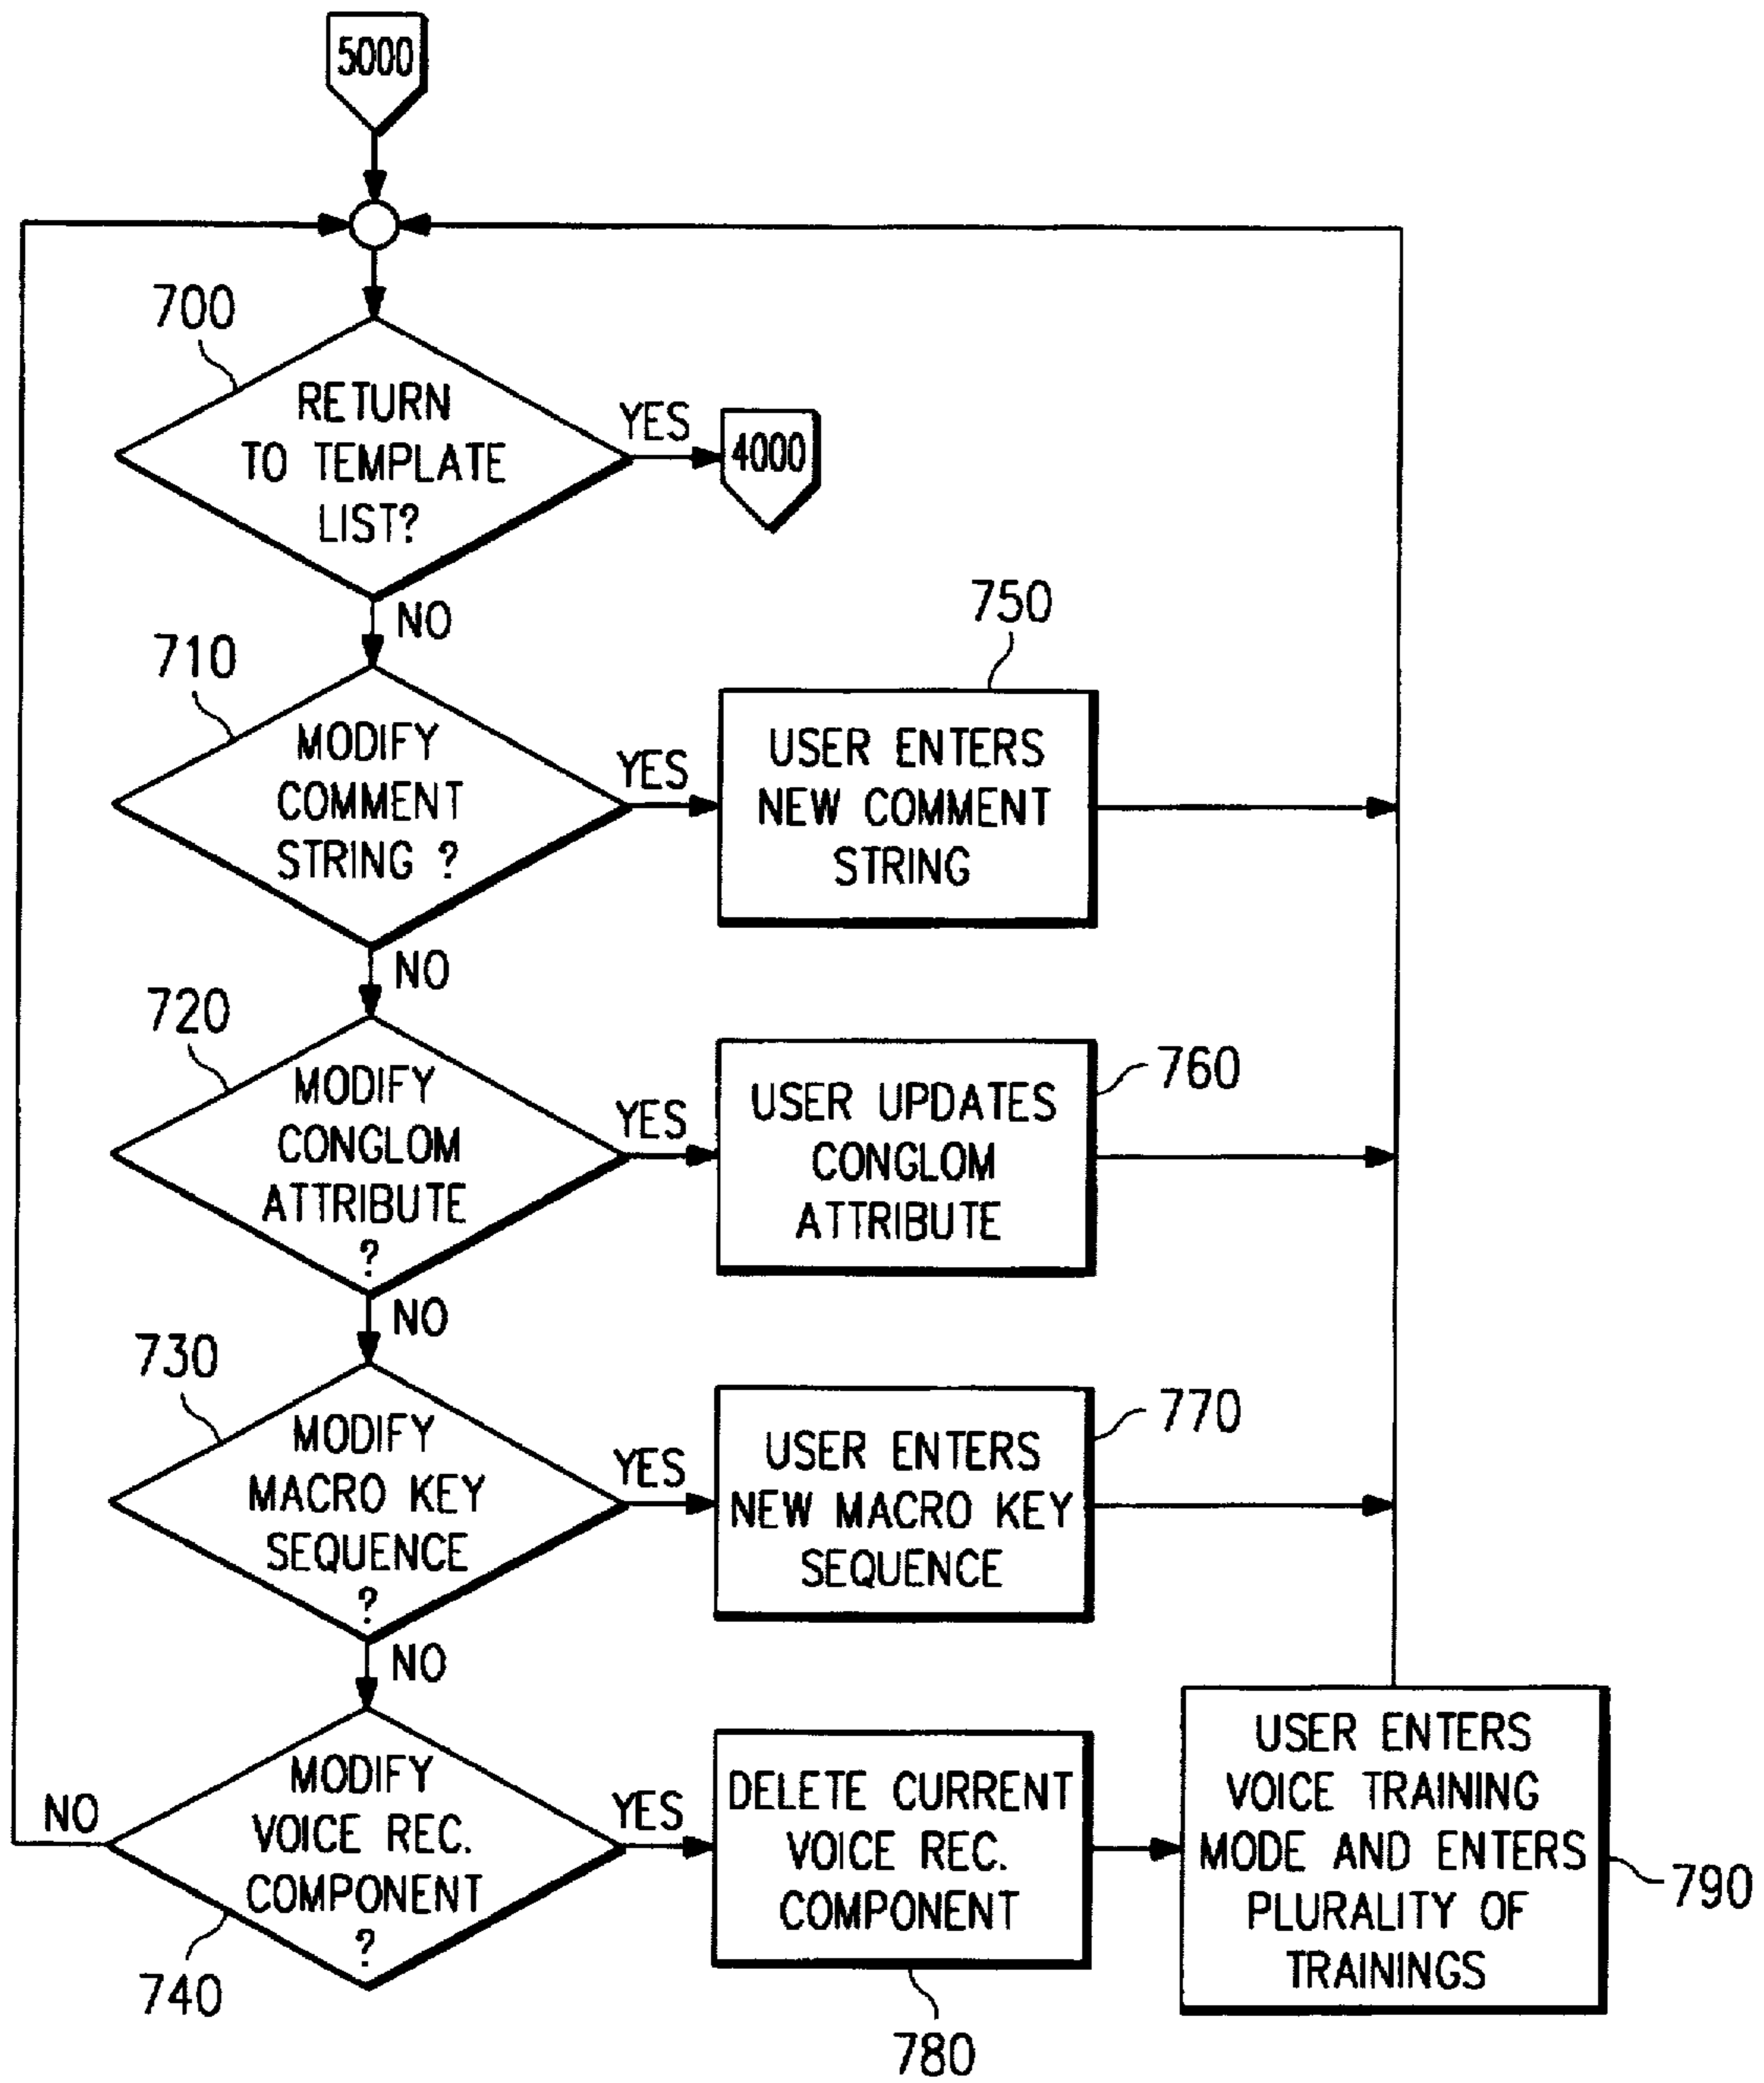 5000
700
RETURN
TO TEMPLATE
LIST?
YES
4000
NO
710
MODIFY
COMMENT
STRING ?
YES
750
USER ENTERS
NEW COMMENT
STRING
NO
720
MODIFY
CONGLOM
ATTRIBUTE
?
YES
760
USER UPDATES
CONGLOM
ATTRIBUTE
NO
730
MODIFY
MACRO KEY
SEQUENCE
?
YES
770
USER ENTERS
NEW MACRO KEY
SEQUENCE
NO
740
MODIFY
VOICE REC.
COMPONENT
?
NO
YES
DELETE CURRENT
VOICE REC.
COMPONENT
780
USER ENTERS
VOICE TRAINING
MODE AND ENTERS
PLURALITY OF
TRAININGS
790